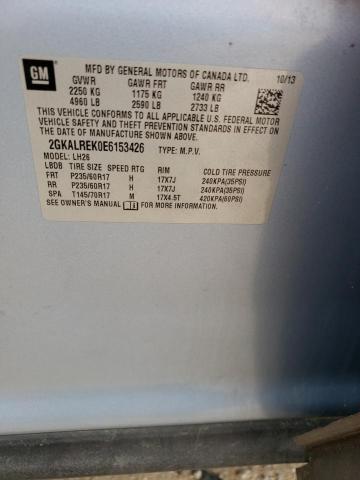 GM
MFD BY GENERAL MOTORS OF CANADA LTD. 10/13
GVWR GAWR FRT GAWR RR
2250 KG 1175 KG 1240 KG
4960 LB 2590 LB 2733 LB
THIS VEHICLE CONFORMS TO ALL APPLICABLE U.S. FEDERAL MOTOR
VEHICLE SAFETY AND THEFT PREVENTION STANDARDS IN EFFECT ON
THE DATE OF MANUFACTURE SHOWN ABOVE.
2GKALREK0E6153426 TYPE: M.P.V.
MODEL: LH26
LBDB TIRE SIZE SPEED RTG RIM COLD TIRE PRESSURE
FRT P235/60R17 H 17X7J 240KPA(35PSI)
RR P235/60R17 H 17X7J 240KPA(35PSI)
SPA T145/70R17 M 17X4.5T 420KPA(60PSI)
SEE OWNER'S MANUAL FOR MORE INFORMATION.